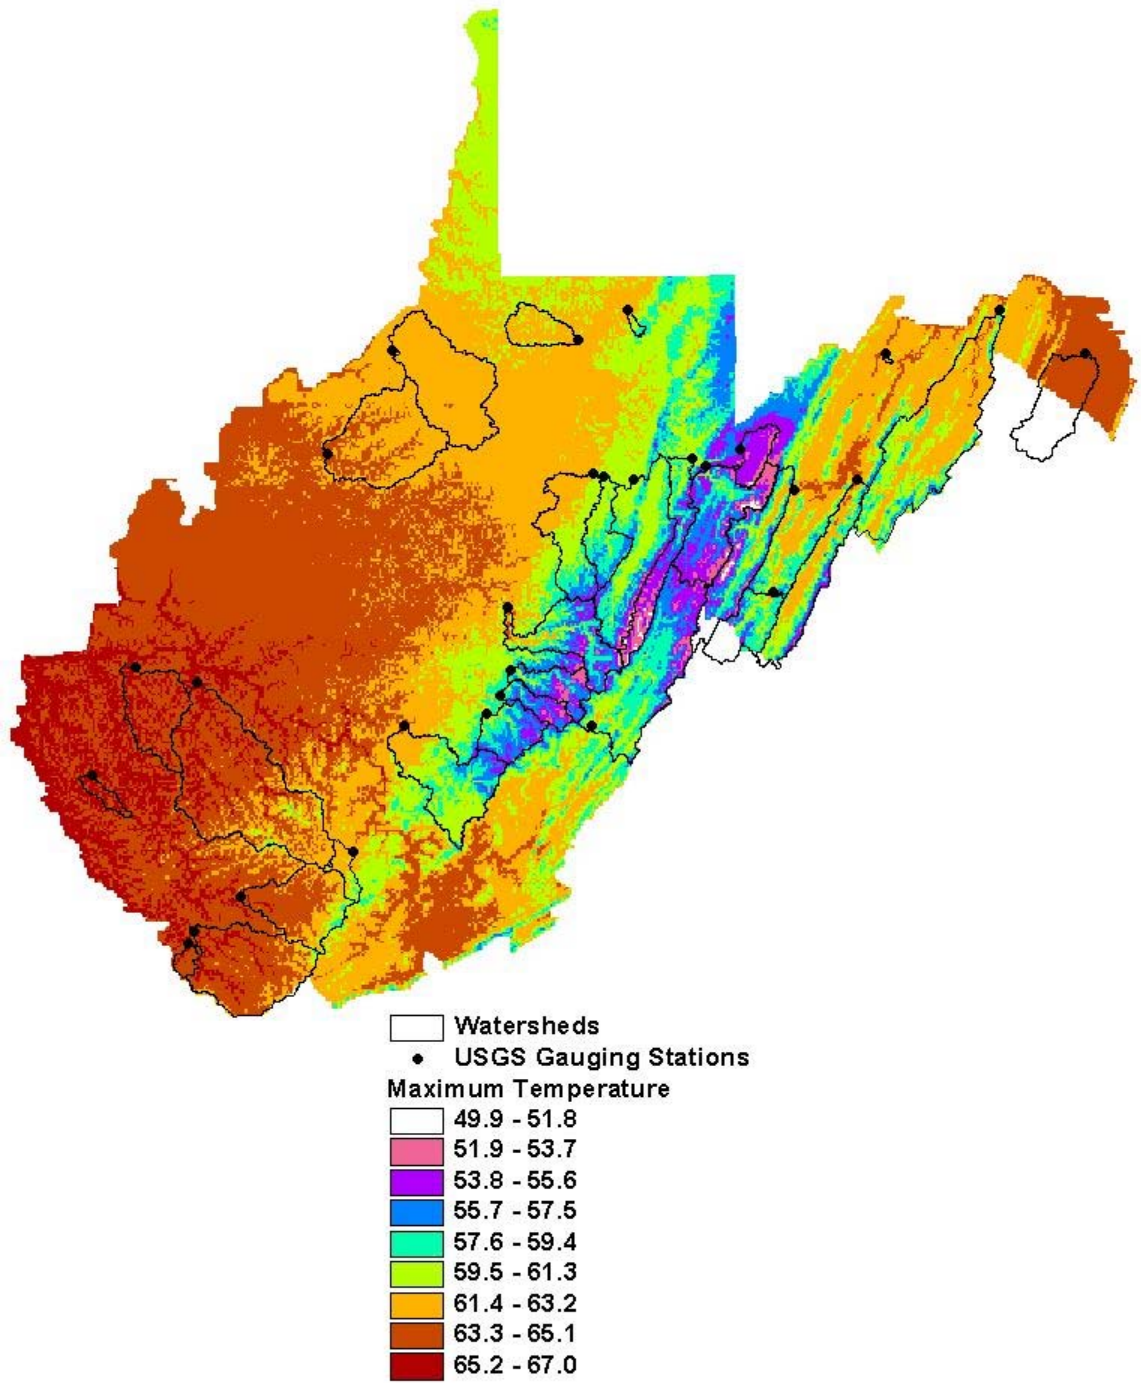 Watersheds
USGS Gauging Stations
Maximum Temperature
49.9 - 51.8
51.9 - 53.7
53.8 - 55.6
55.7 - 57.5
57.6 - 59.4
59.5 - 61.3
61.4 - 63.2
63.3 - 65.1
65.2 - 67.0